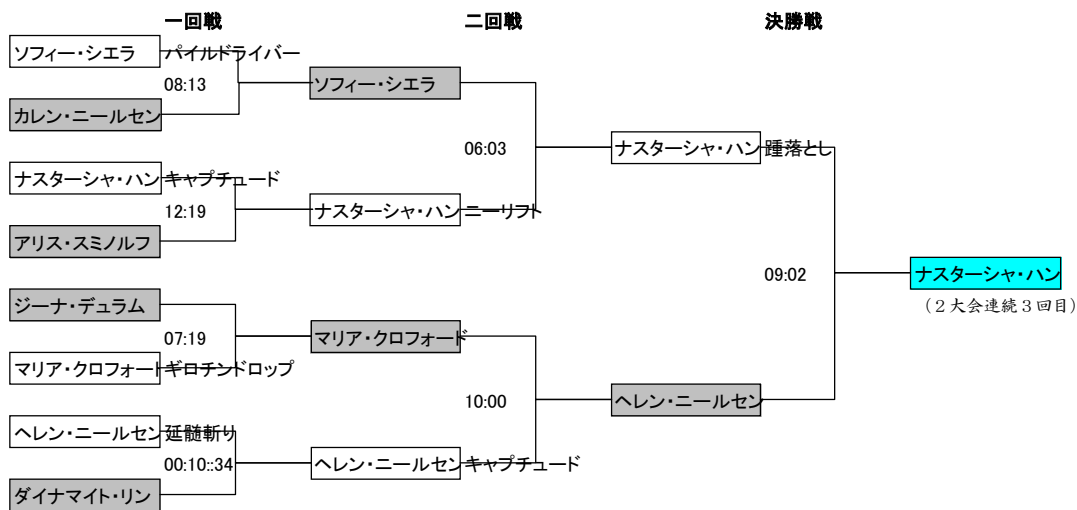 一回戦 二回戦 決勝戦
ソフィー・シエラ パイルドライバー
08:13 ソフィー・シエラ
カレン・ニールセン
06:03 ナスターシャ・ハン 踵落とし
ナスターシャ・ハン キャプチュード
12:19 ナスターシャ・ハン ニーリフト
アリス・スミノルフ
09:02 ナスターシャ・ハン
(2大会連続3回目)
ジーナ・デュラム
07:19 マリア・クロフォード
マリア・クロフォート ギロチンドロップ
10:00 ヘレン・ニールセン
ヘレン・ニールセン 延髄斬り
00:10::34 ヘレン・ニールセン キャプチュード
ダイナマイト・リン